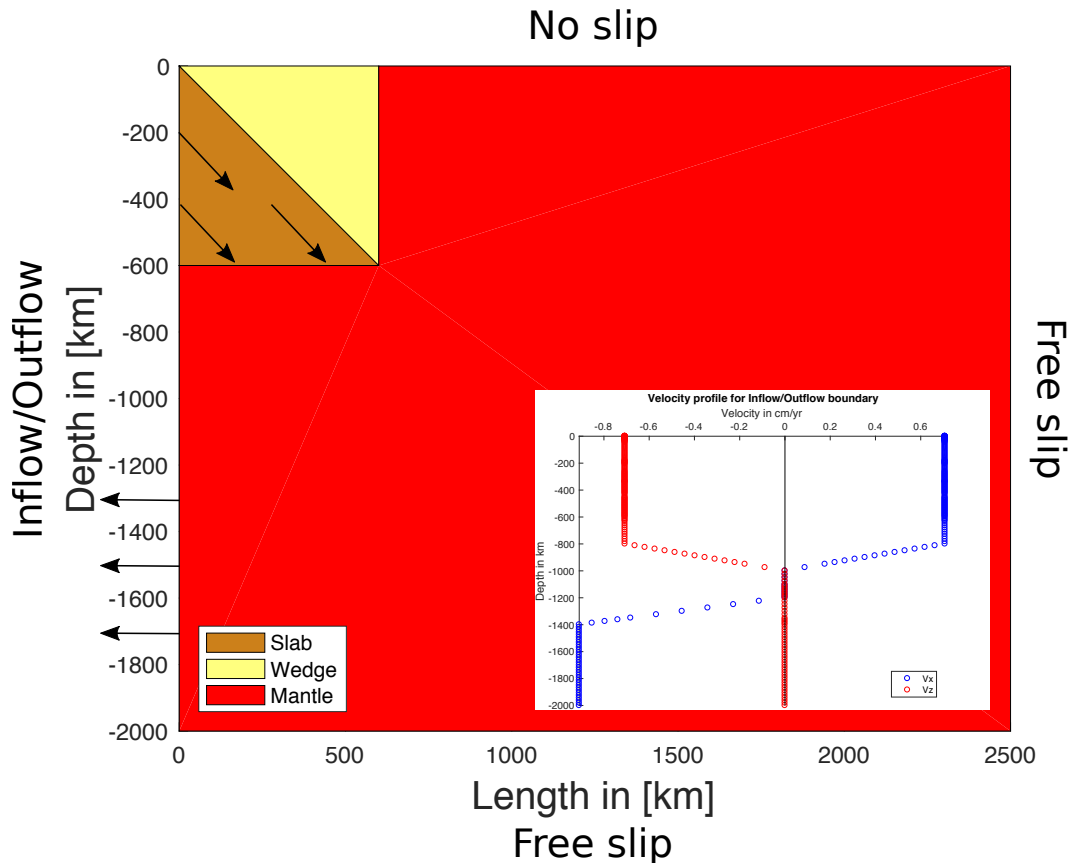 No slip
0
-200
-400
-600
-800
-1000
-1200
-1400
-1600
-1800
-2000
Inflow/Outflow
Depth in [km]
Slab
Wedge
Mantle
Velocity profile for Inflow/Outflow boundary
Velocity in cm/yr
-0.8 -0.6 -0.4 -0.2 0 0.2 0.4 0.6
0
-200
-400
-600
-800
-1000
-1200
-1400
-1600
-1800
-2000
Depth in km
Vx
Vz
Free slip
0 500 1000 1500 2000 2500
Length in [km]
Free slip